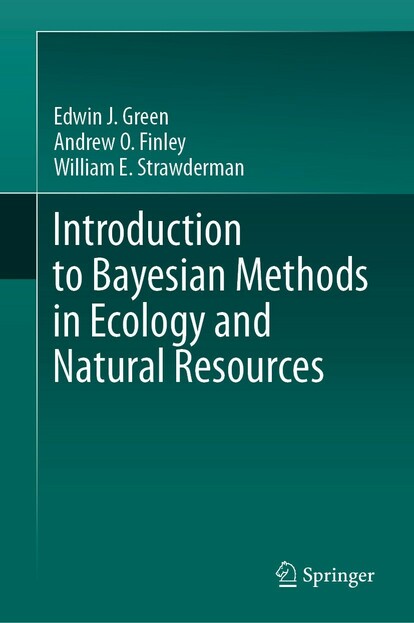 Edwin J. Green
Andrew O. Finley
William E. Strawderman
Introduction
to Bayesian Methods
in Ecology and
Natural Resources
Springer